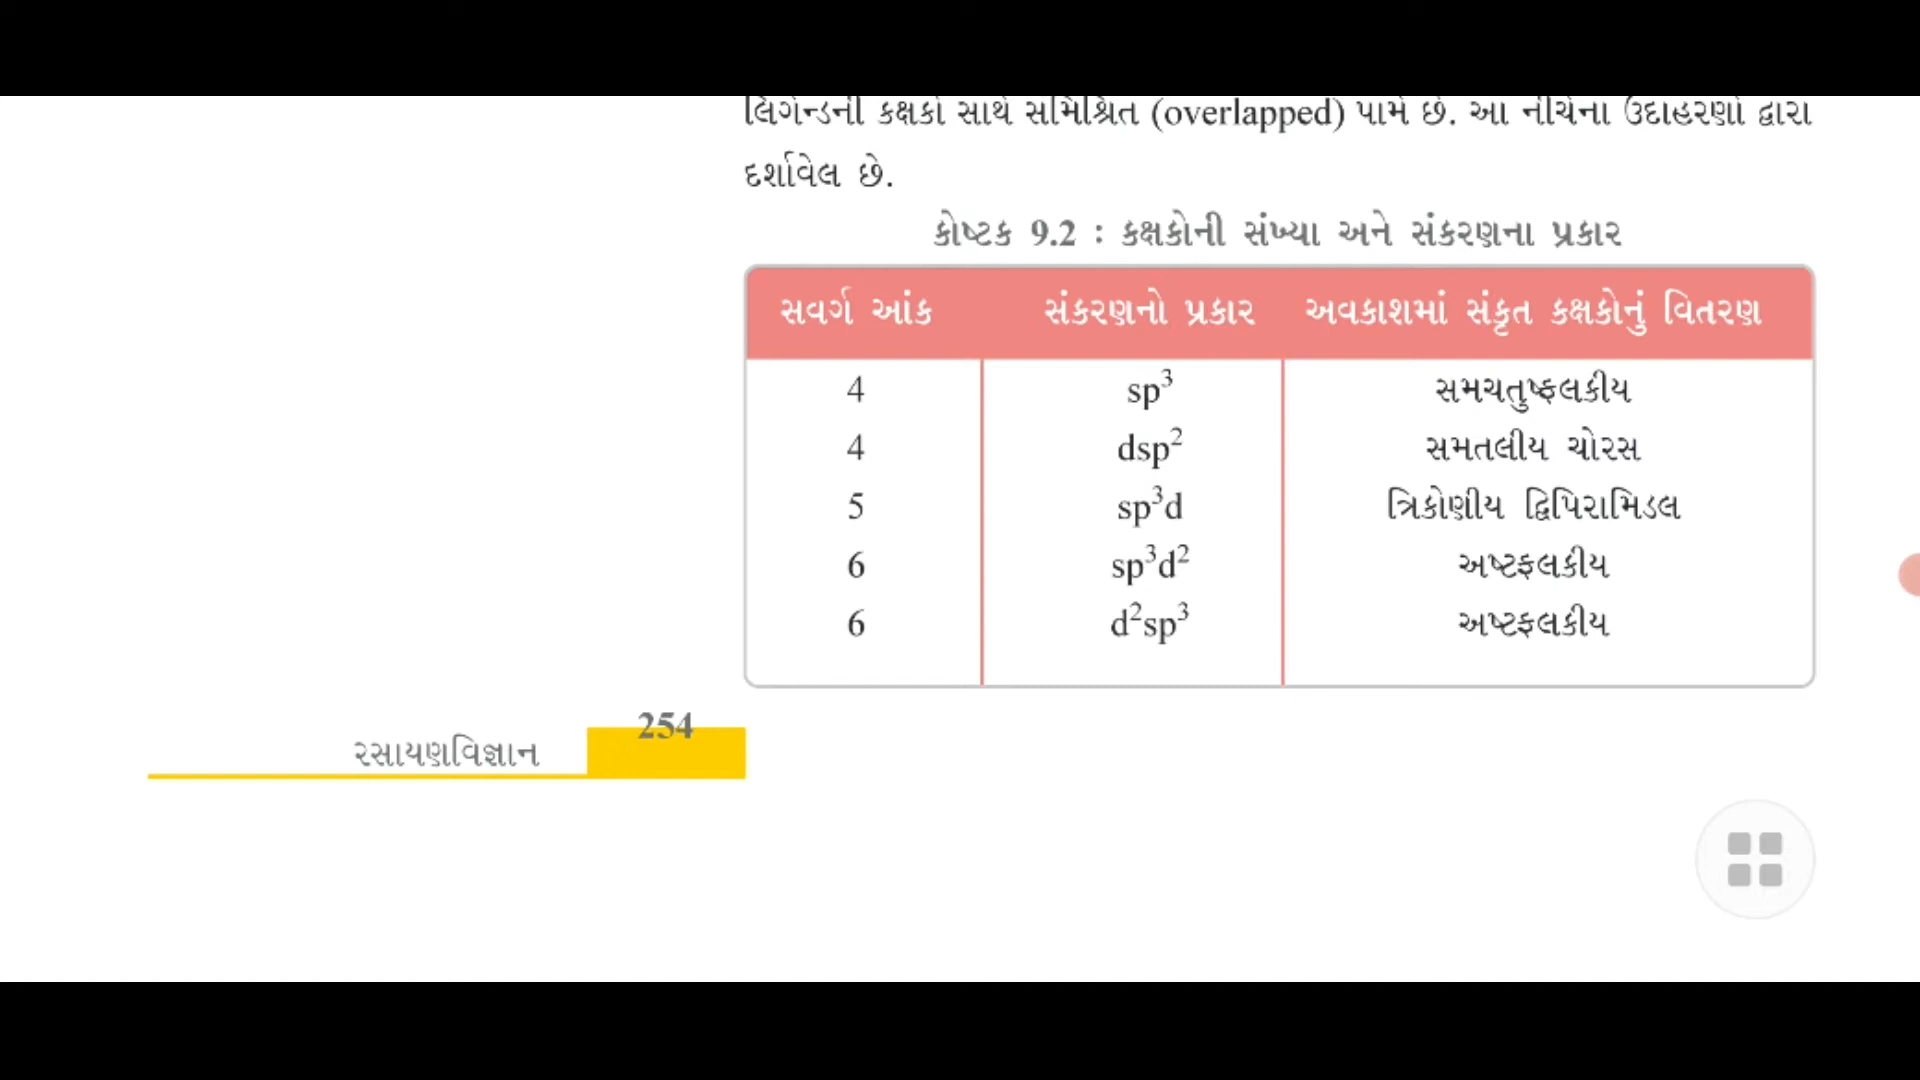 લિગેન્ડની કક્ષકો સાથે સંમિશ્રિત (overlapped) પામે છે. આ નીચેના ઉદાહરણો દ્વારા
દર્શાવેલ છે.
કોષ્ટક 9.2 : કક્ષકોની સંખ્યા અને સંકરણના પ્રકાર
સવર્ગ આંક સંકરણનો પ્રકાર અવકાશમાં સંકૃત કક્ષકોનું વિતરણ
4 sp³ સમચતુષ્ફલકીય
4 dsp² સમતલીય ચોરસ
5 sp³d ત્રિકોણીય દ્વિપિરામિડલ
6 sp³d² અષ્ટફલકીય
6 d²sp³ અષ્ટફલકીય
254
રસાયણવિજ્ઞાન